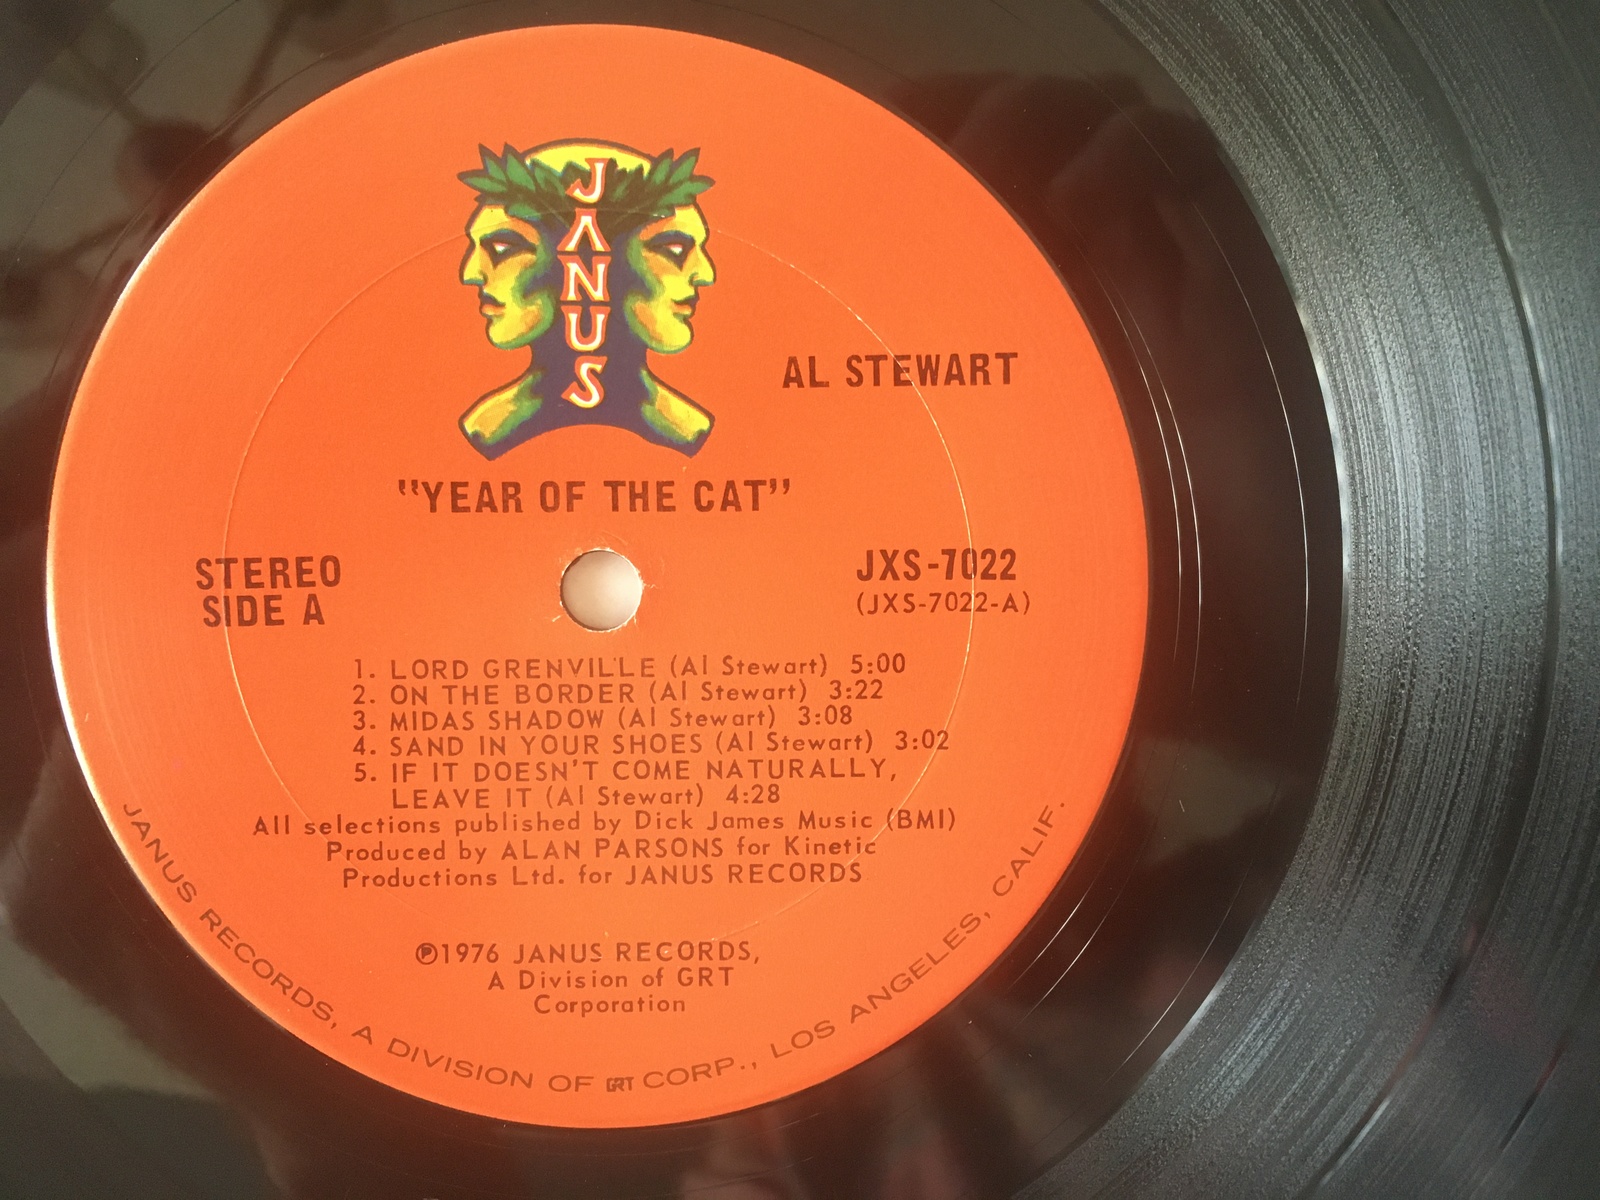 JANUS
AL STEWART
"YEAR OF THE CAT"
STEREO
SIDE A
JXS-7022
(JXS-7022-A)
1. LORD GRENVILLE (Al Stewart) 5:00
2. ON THE BORDER (Al Stewart) 3:22
3. MIDAS SHADOW (Al Stewart) 3:08
4. SAND IN YOUR SHOES (Al Stewart) 3:02
5. IF IT DOESN'T COME NATURALLY,
LEAVE IT (Al Stewart) 4:28
All selections published by Dick James Music (BMI)
Produced by ALAN PARSONS for Kinetic
Productions Ltd. for JANUS RECORDS
℗1976 JANUS RECORDS,
A Division of GRT
Corporation
JANUS RECORDS, A DIVISION OF GRT CORP., LOS ANGELES, CALIF.